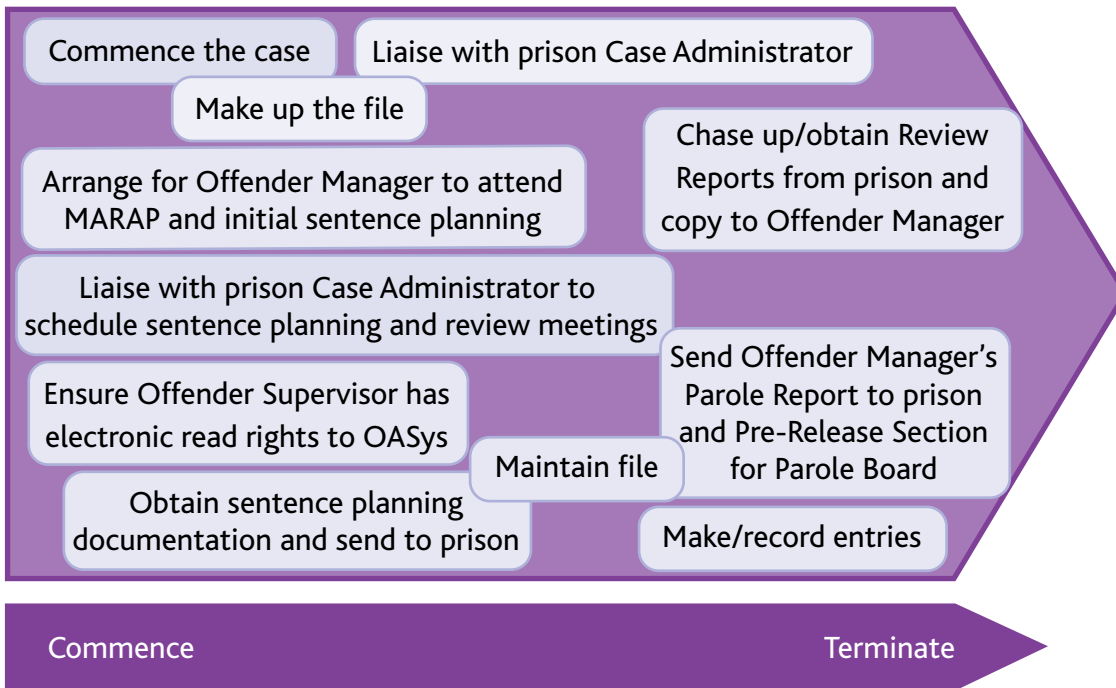 Commence the case
Liaise with prison Case Administrator
Make up the file
Chase up/obtain Review
Reports from prison and
copy to Offender Manager
Arrange for Offender Manager to attend
MARAP and initial sentence planning
Liaise with prison Case Administrator to
schedule sentence planning and review meetings
Send Offender Manager’s
Parole Report to prison
and Pre-Release Section
for Parole Board
Ensure Offender Supervisor has
electronic read rights to OASys
Maintain file
Obtain sentence planning
documentation and send to prison
Make/record entries
Commence
Terminate